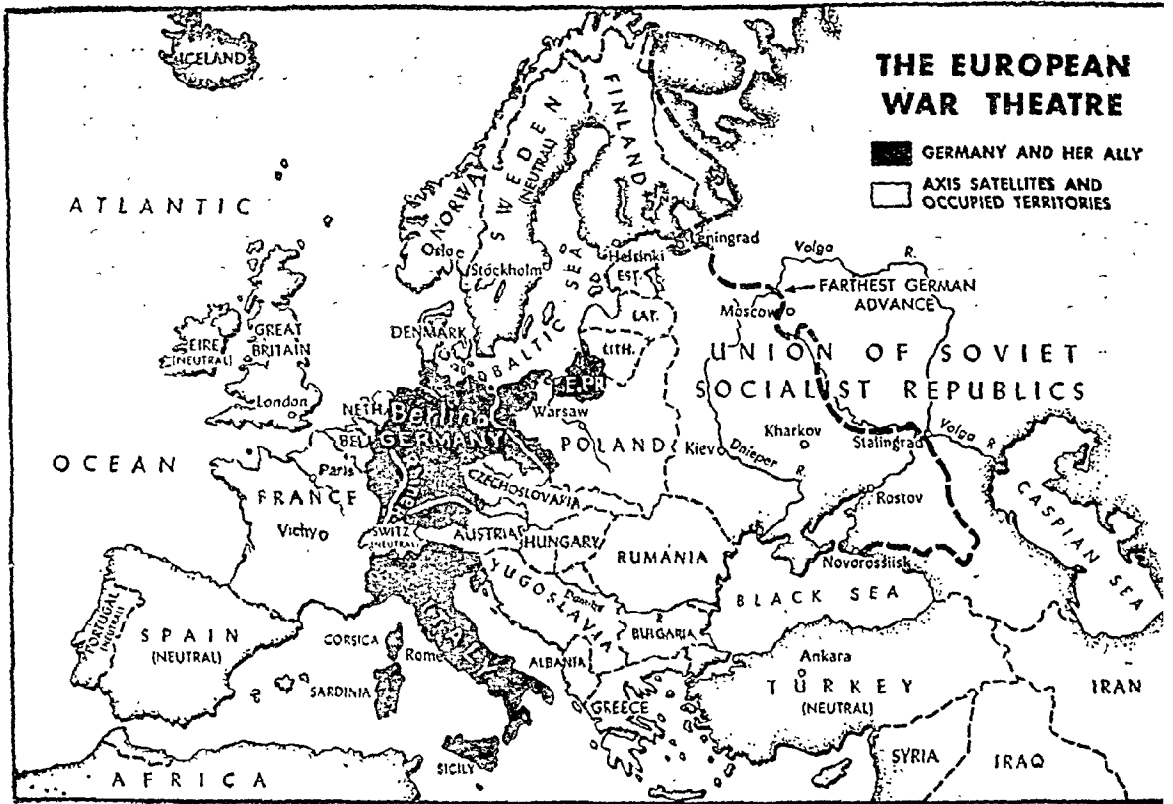 THE EUROPEAN
WAR THEATRE
GERMANY AND HER ALLY
AXIS SATELLITES AND
OCCUPIED TERRITORIES
ICELAND
ATLANTIC
OCEAN
NORWAY
SWEDEN
(NEUTRAL)
FINLAND
Oslo
Stockholm
Helsinki
Leningrad
EST.
LAT.
LITH.
BALTIC SEA
Volga R.
FARTHEST GERMAN
ADVANCE
Moscow
UNION OF SOVIET
SOCIALIST REPUBLICS
EIRE
(NEUTRAL)
GREAT
BRITAIN
London
DENMARK
NETH.
BEL.
Berlin
GERMANY
E.PR.
Warsaw
POLAND
Kiev
Dnieper R.
Kharkov
Stalingrad
Volga R.
Rostov
Novorossiisk
CASPIAN SEA
Paris
FRANCE
Vichy
SWITZ.
(NEUTRAL)
CZECHOSLOVASIA
AUSTRIA
HUNGARY
RUMANIA
YUGOSLAVIA
Danube
R.
BULGARIA
BLACK SEA
PORTUGAL
(NEUTRAL)
SPAIN
(NEUTRAL)
CORSICA
SARDINIA
Rome
ITALY
SICILY
ALBANIA
GREECE
Ankara
TURKEY
(NEUTRAL)
SYRIA
IRAQ
IRAN
AFRICA